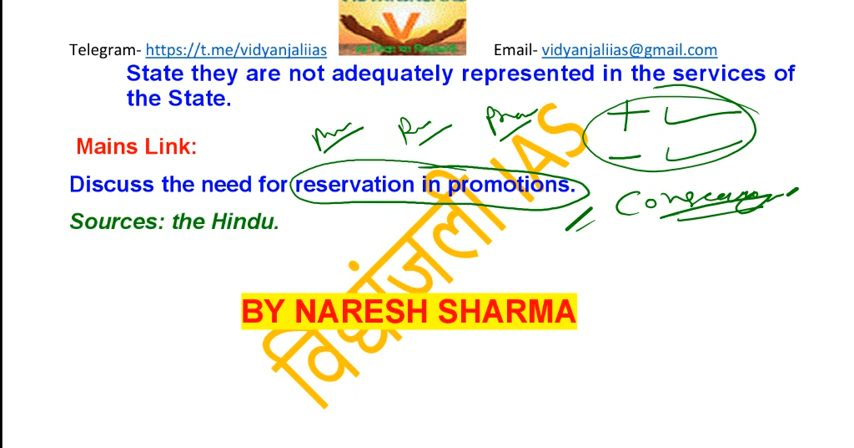 Telegram- https://t.me/vidyanjaliias Email- vidyanjaliias@gmail.com
State they are not adequately represented in the services of
the State.
Mains Link:
Discuss the need for reservation in promotions.
Sources: the Hindu.
BY NARESH SHARMA
विद्यांजली IAS